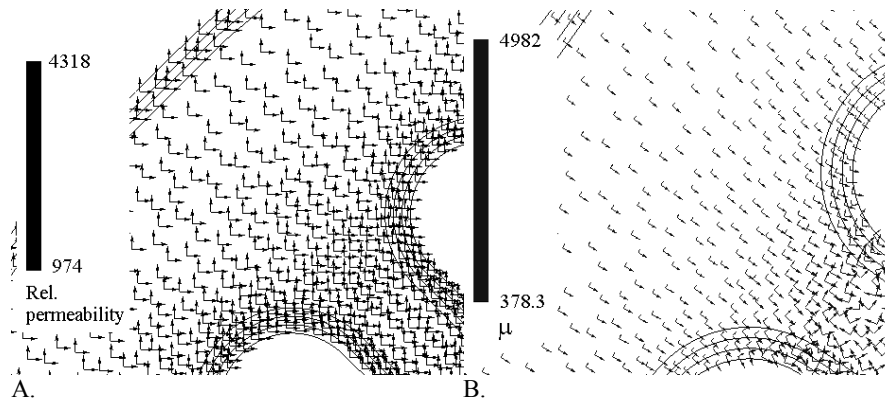 4318
974
Rel.
permeability
A.
4982
378.3
μ
B.